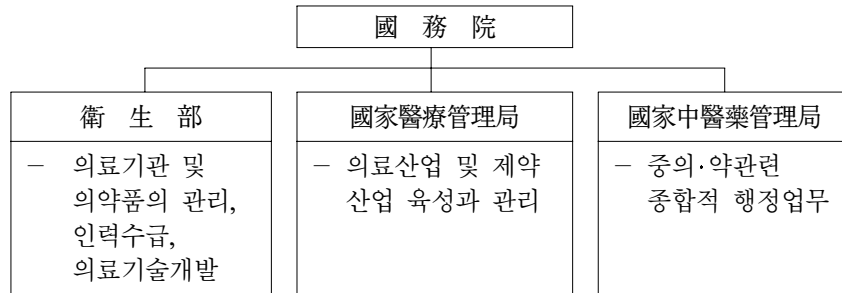 國 務 院
衛 生 部
－ 의료기관 및
의약품의 관리,
인력수급,
의료기술개발
國家醫療管理局
－ 의료산업 및 제약
산업 육성과 관리
國家中醫藥管理局
－ 중의·약관련
종합적 행정업무